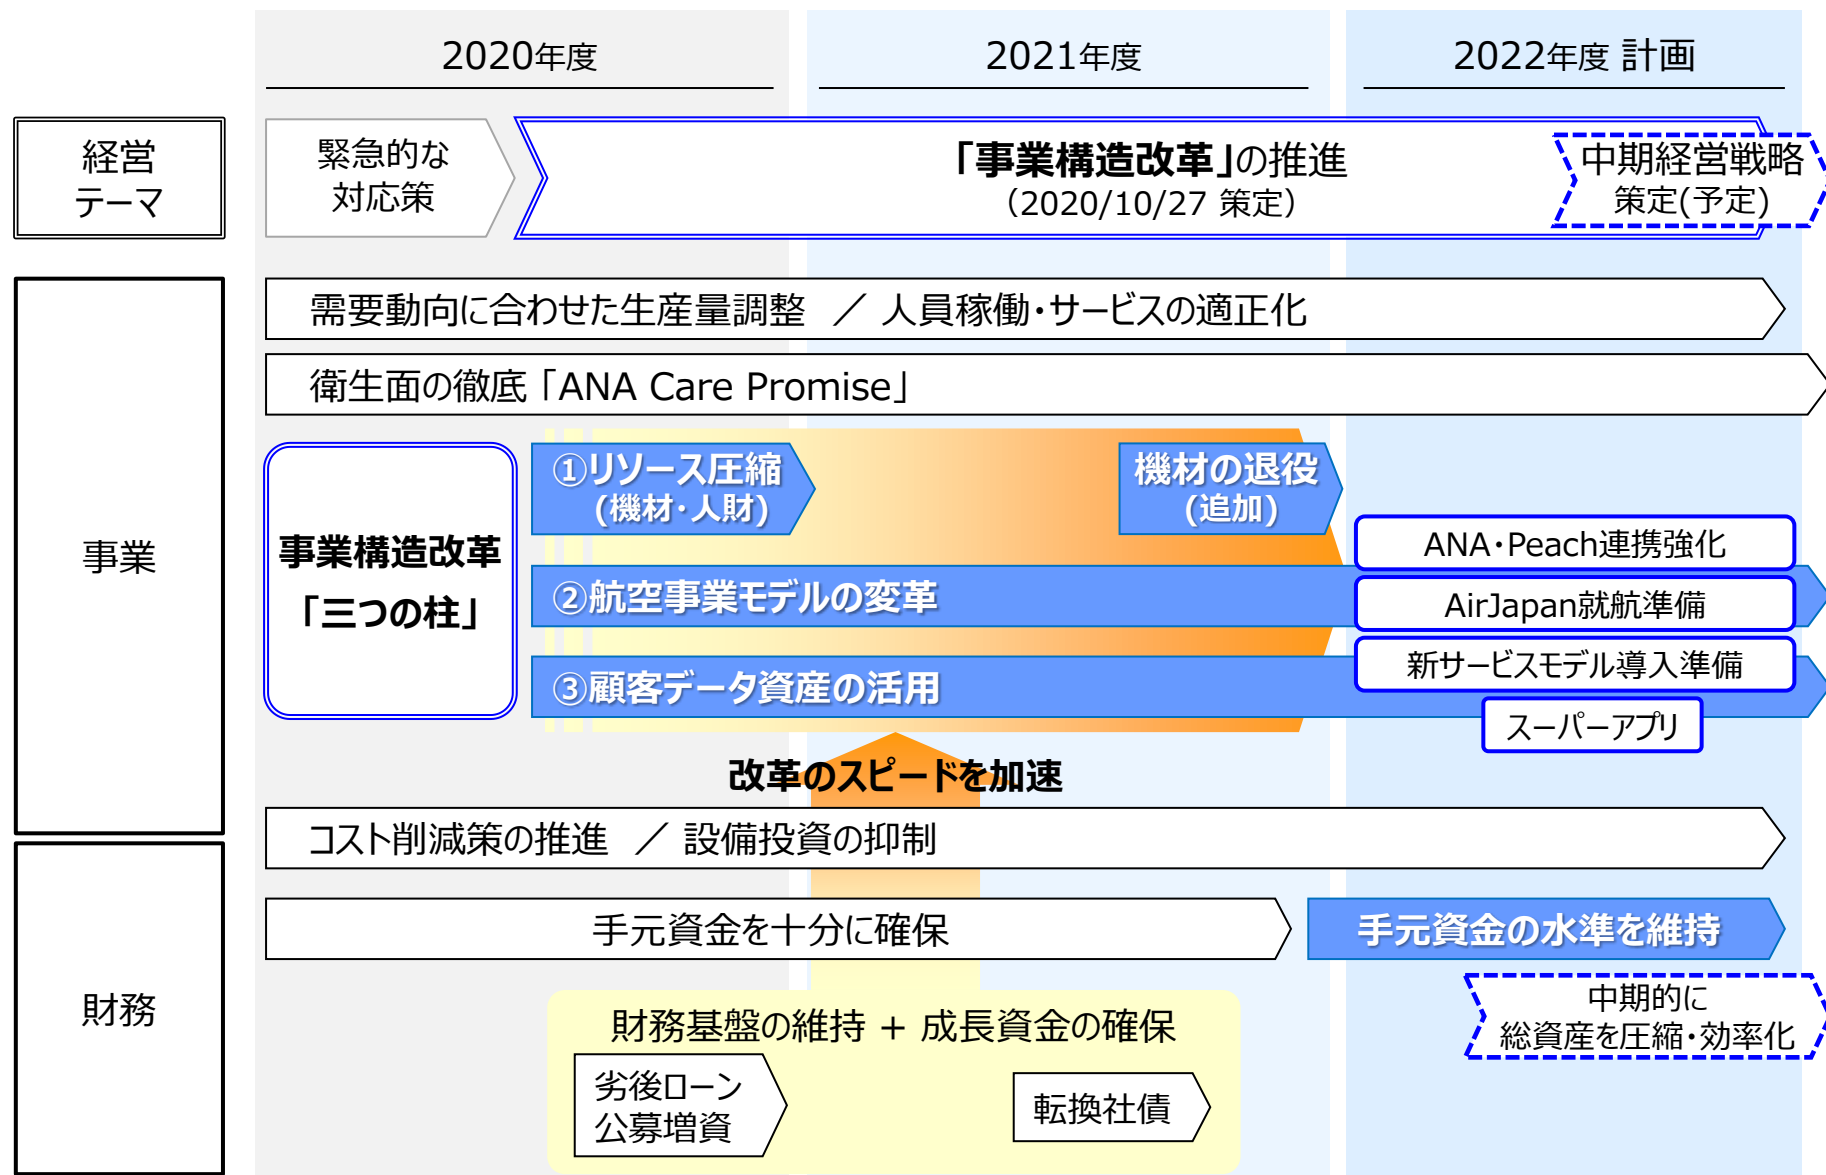 2020年度
2021年度
2022年度 計画
経営
テーマ
緊急的な
対応策
「事業構造改革」の推進
（2020/10/27 策定）
中期経営戦略
策定(予定)
事業
需要動向に合わせた生産量調整 ／ 人員稼働・サービスの適正化
衛生面の徹底「ANA Care Promise」
事業構造改革
「三つの柱」
①リソース圧縮
(機材・人財)
機材の退役
(追加)
②航空事業モデルの変革
③顧客データ資産の活用
ANA・Peach連携強化
AirJapan就航準備
新サービスモデル導入準備
スーパーアプリ
改革のスピードを加速
コスト削減策の推進 ／ 設備投資の抑制
財務
手元資金を十分に確保
手元資金の水準を維持
中期的に
総資産を圧縮・効率化
財務基盤の維持 + 成長資金の確保
劣後ローン
公募増資
転換社債